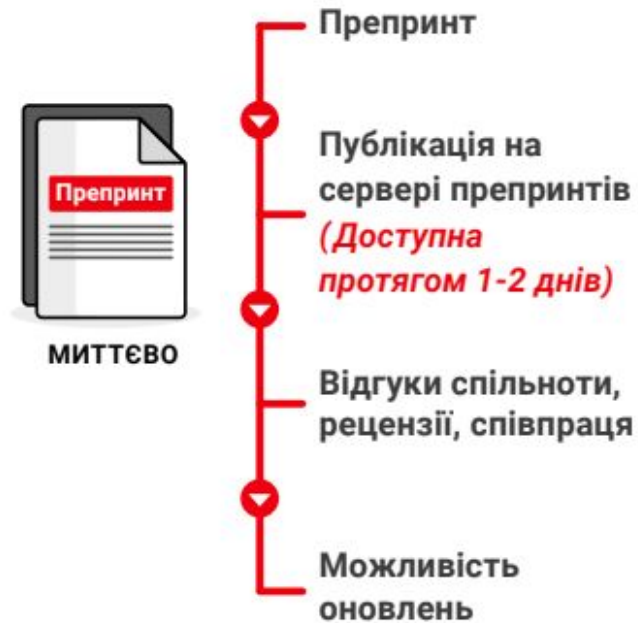 Препринт
Публікація на
сервері препринтів
(Доступна
протягом 1-2 днів)
Препринт
МИТТЄВО
Відгуки спільноти,
рецензії, співпраця
Можливість
оновлень